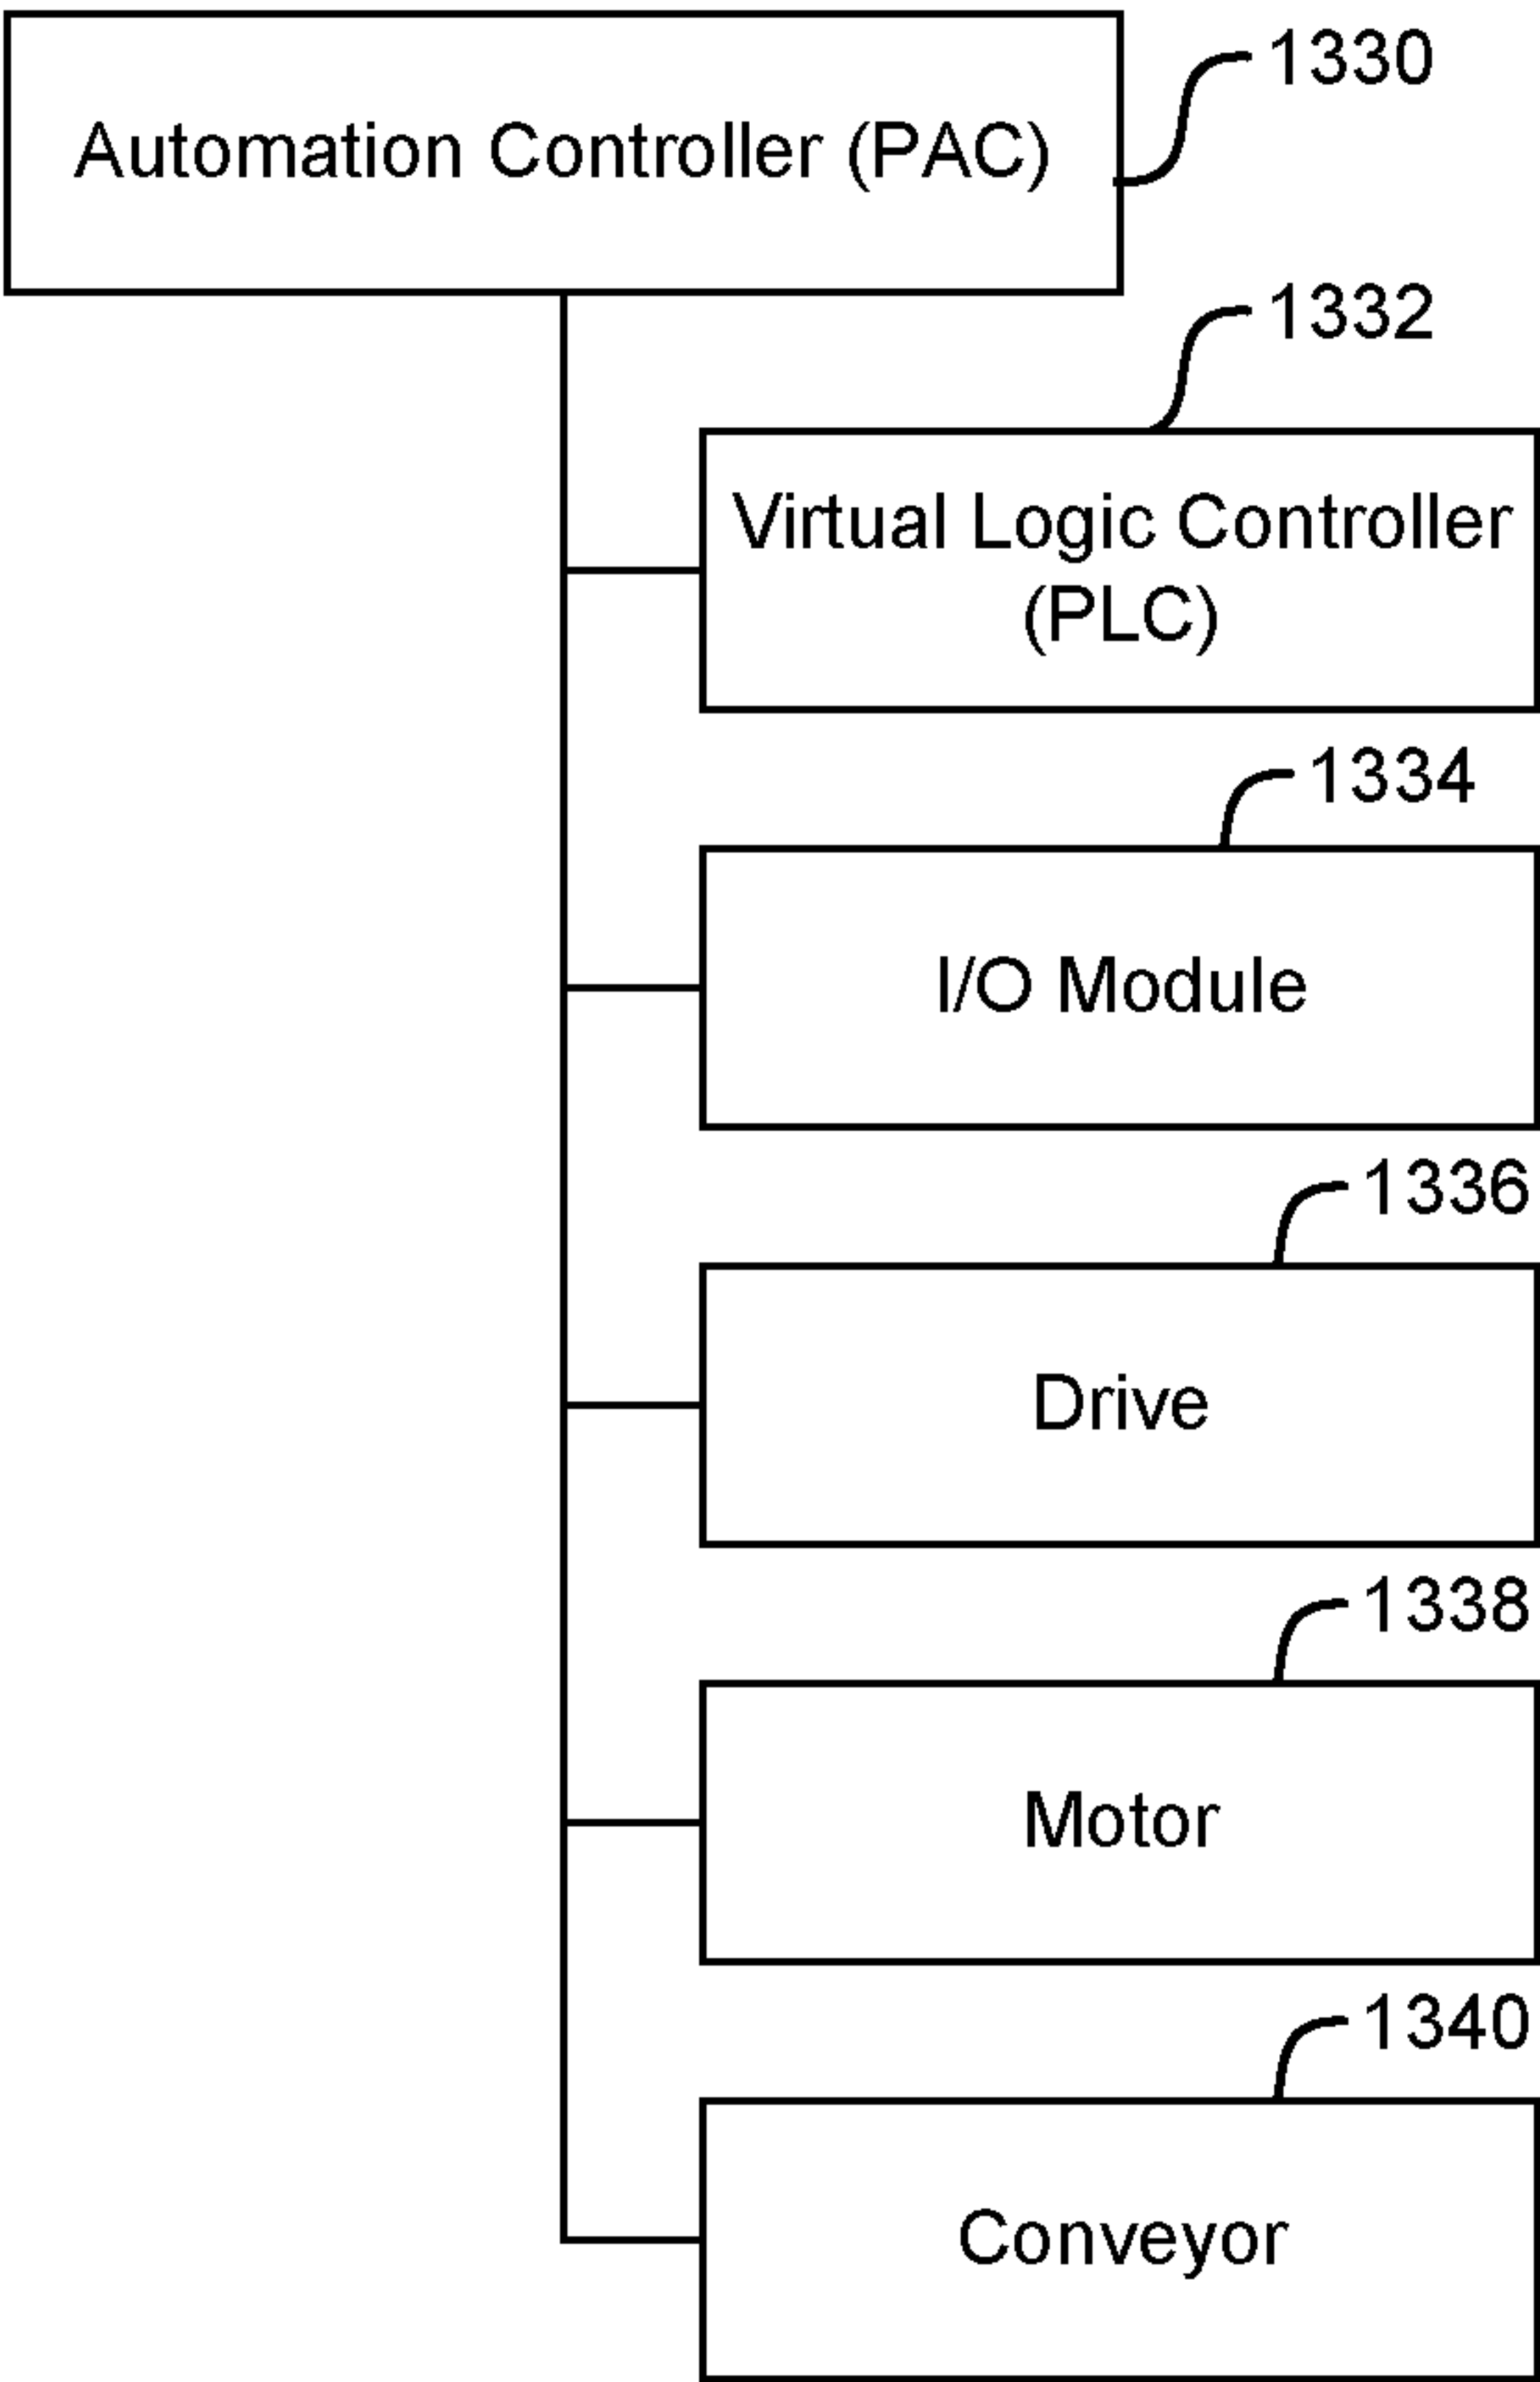 1330
Automation Controller (PAC)
1332
Virtual Logic Controller
(PLC)
1334
I/O Module
1336
Drive
1338
Motor
1340
Conveyor